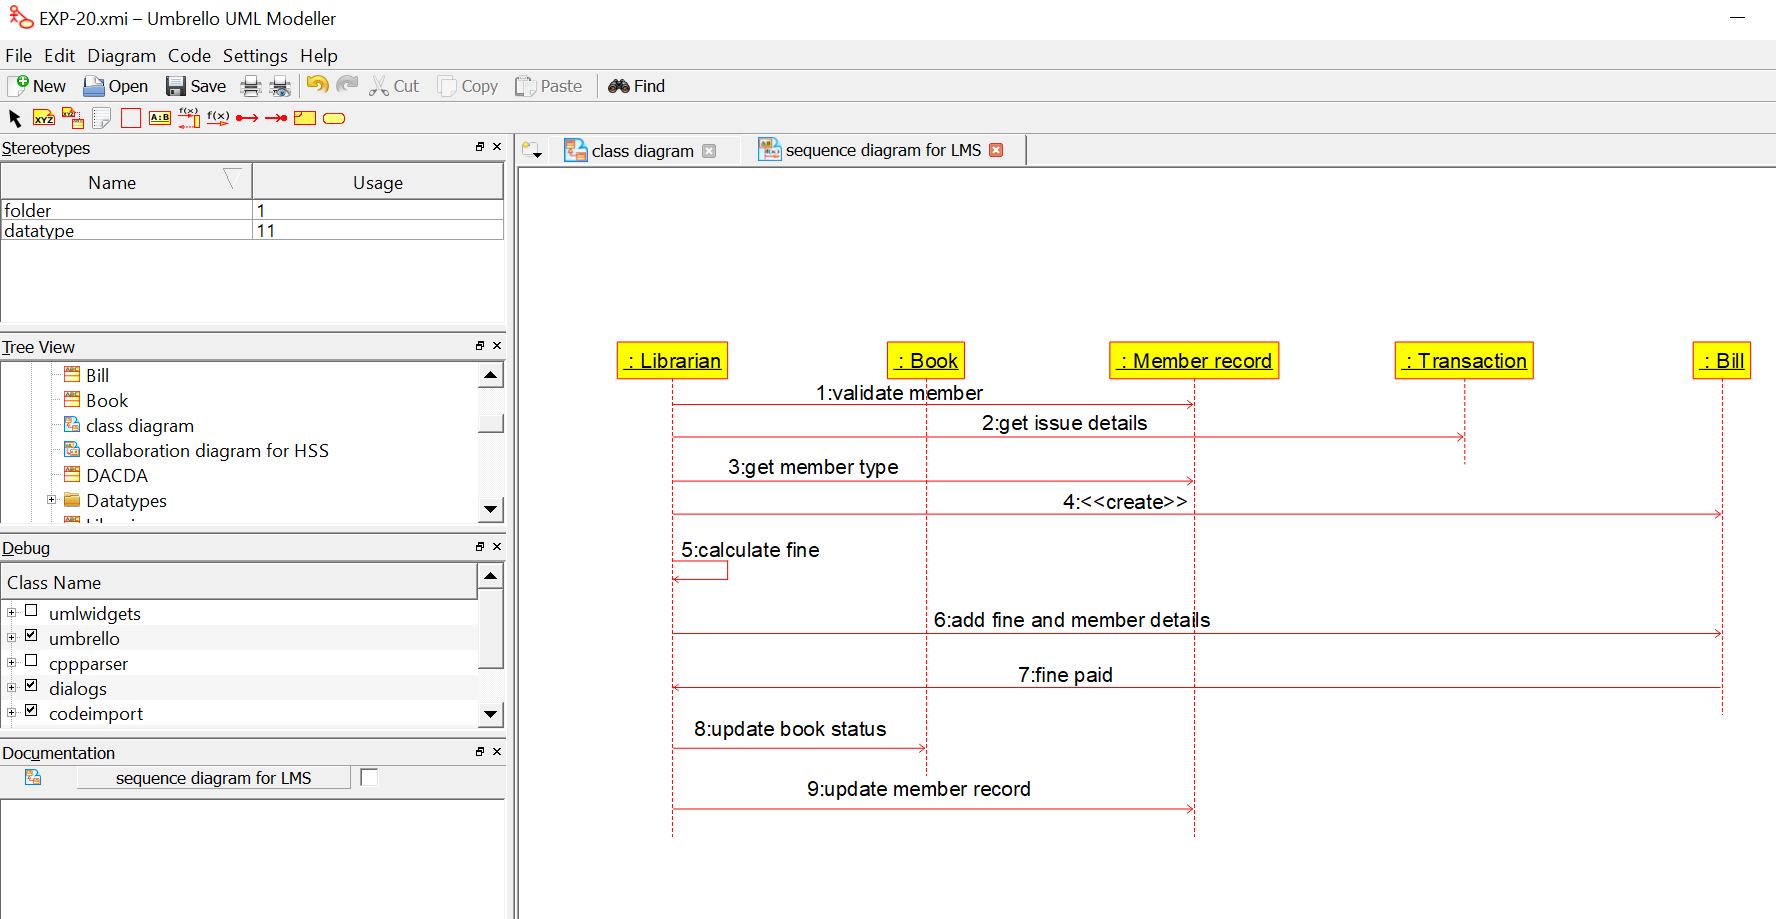 EXP-20.xmi – Umbrello UML Modeller
File Edit Diagram Code Settings Help
New Open Save Cut Copy Paste Find
XYZ XYZ A:B f(x) f(x)
Stereotypes
class diagram sequence diagram for LMS
Name Usage
folder 1
datatype 11
Tree View
Bill
Book
class diagram
collaboration diagram for HSS
DACDA
Datatypes
Debug
Class Name
umlwidgets
umbrello
cppparser
dialogs
codeimport
Documentation
sequence diagram for LMS
: Librarian : Book : Member record : Transaction : Bill
1:validate member
2:get issue details
3:get member type
4:<<create>>
5:calculate fine
6:add fine and member details
7:fine paid
8:update book status
9:update member record